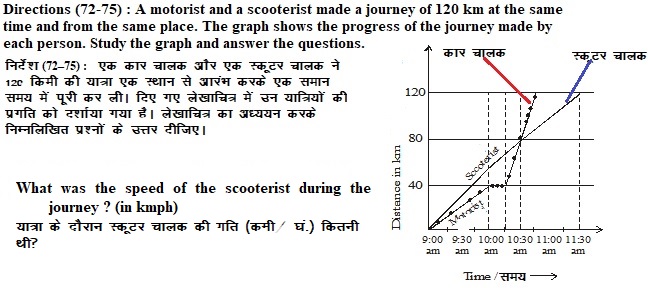 Directions (72-75) : A motorist and a scooterist made a journey of 120 km at the same
time and from the same place. The graph shows the progress of the journey made by
each person. Study the graph and answer the questions.
निर्देश (72–75): एक कार चालक और एक स्कूटर चालक ने
120 किमी की यात्रा एक स्थान से आरंभ करके एक समान
समय में पूरी कर ली। दिए गए लेखाचित्र में उन यात्रियों की
प्रगति को दर्शाया गया है। लेखाचित्र का अध्ययन करके
निम्नलिखित प्रश्नों के उत्तर दीजिए।
What was the speed of the scooterist during the
journey ? (in kmph)
यात्रा के दौरान स्कूटर चालक की गति (कमी/ घं.) कितनी
थी?
कार चालक
स्कूटर चालक
120
80
40
Distance in km
Scooterist
Motorist
9:00 9:30 10:00 10:30 11:00 11:30
am am am am am am
Time /समय